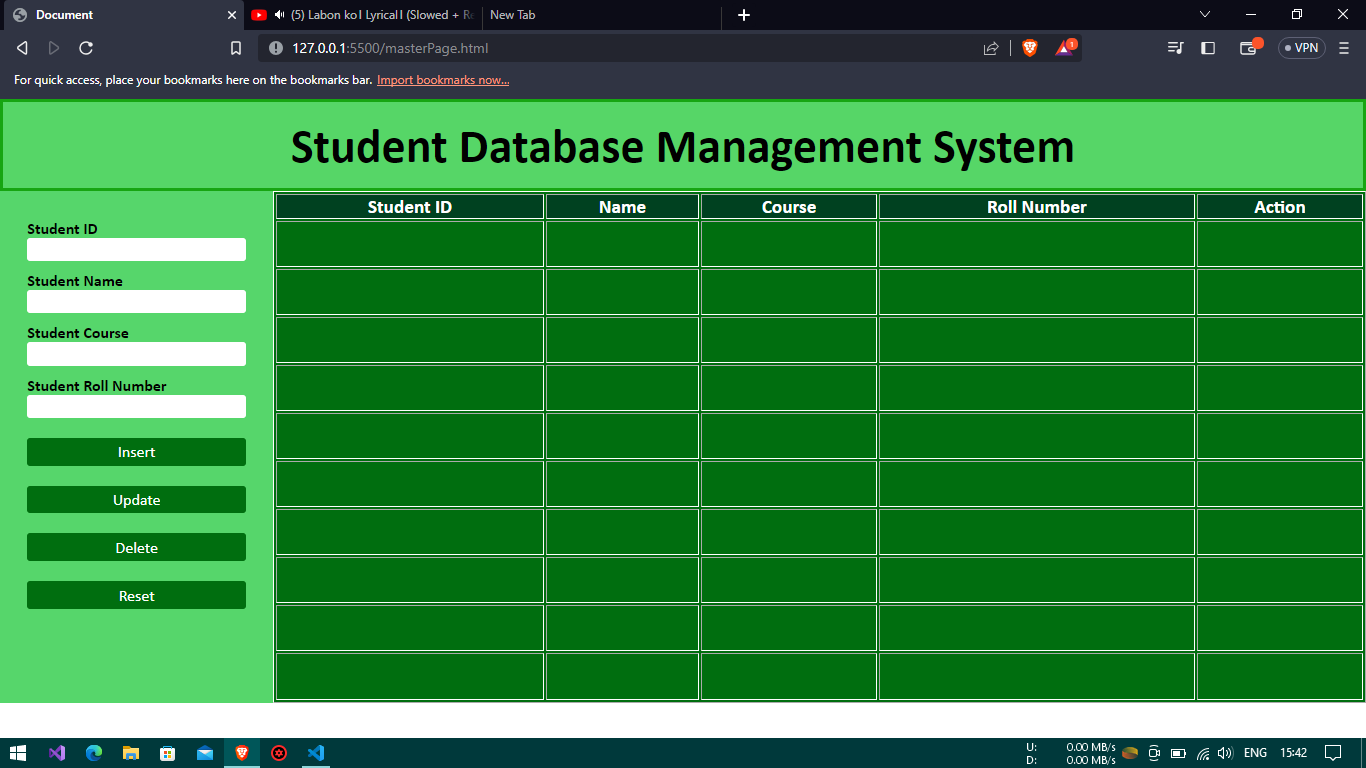 Document
(5) Labon ko। Lyrical। (Slowed + Re
New Tab
127.0.0.1:5500/masterPage.html
1
VPN
For quick access, place your bookmarks here on the bookmarks bar. Import bookmarks now...
Student Database Management System
Student ID Name Course Roll Number Action
Student ID
Student Name
Student Course
Student Roll Number
Insert
Update
Delete
Reset
U: 0.00 MB/s
D: 0.00 MB/s
ENG
15:42